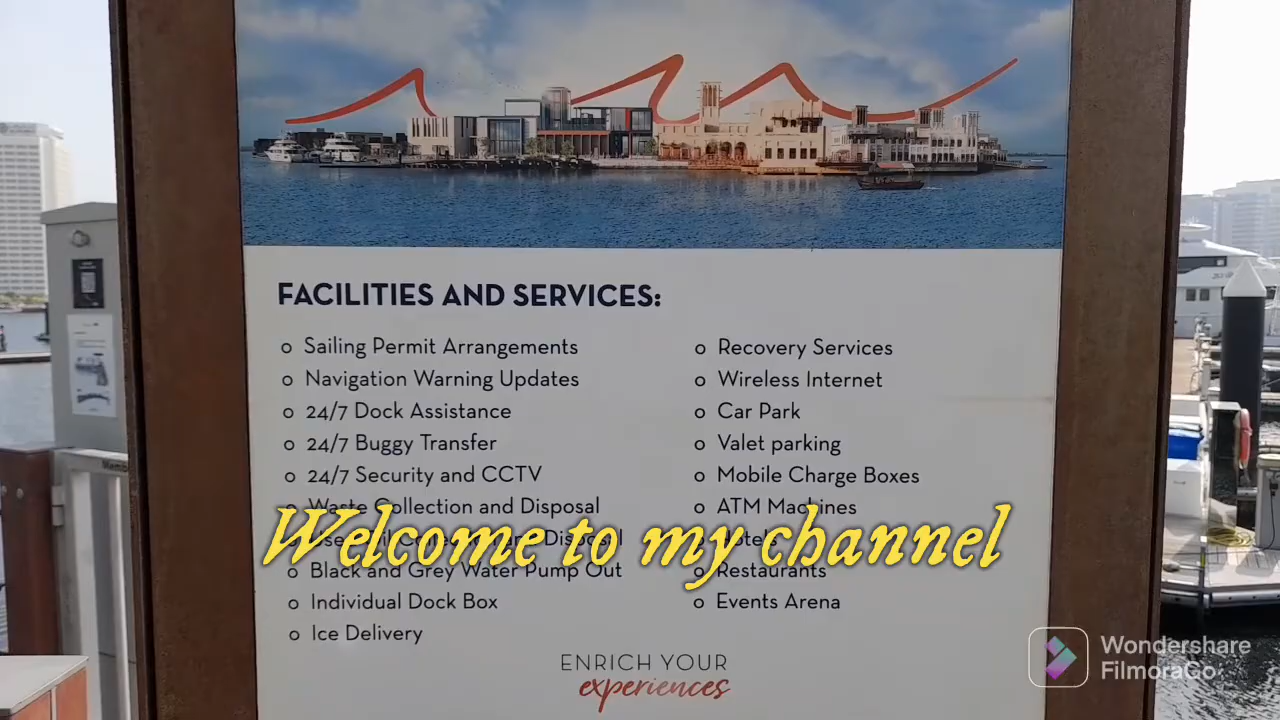 FACILITIES AND SERVICES:
o Sailing Permit Arrangements
o Navigation Warning Updates
o 24/7 Dock Assistance
o 24/7 Buggy Transfer
o 24/7 Security and CCTV
o Waste Collection and Disposal
Disposal
o Black and Grey Water Pump Out
o Individual Dock Box
o Ice Delivery
o Recovery Services
o Wireless Internet
o Car Park
o Valet parking
o Mobile Charge Boxes
o ATM Machines
o Hotels
o Restaurants
o Events Arena
Welcome to my channel
ENRICH YOUR
experiences
Wondershare
FilmoraGo